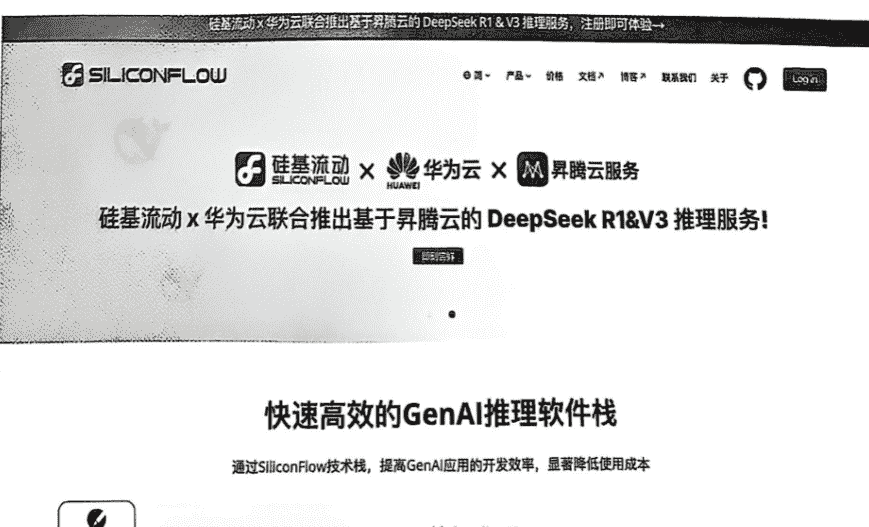 硅基流动 x 华为云联合推出基于昇腾云的 DeepSeek R1 & V3 推理服务，注册即可体验→
SILICONFLOW
简 产品 价格 文档↗ 博客↗ 联系我们 关于 Log in
硅基流动 SILICONFLOW × HUAWEI 华为云 × 昇腾云服务
硅基流动 x 华为云联合推出基于昇腾云的 DeepSeek R1&V3 推理服务!
即刻尝鲜
快速高效的GenAI推理软件栈
通过SiliconFlow技术栈，提高GenAI应用的开发效率，显著降低使用成本